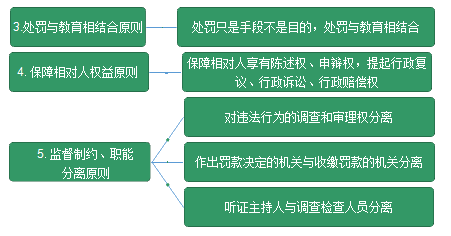 3.处罚与教育相结合原则
处罚只是手段不是目的，处罚与教育相结合
4. 保障相对人权益原则
保障相对人享有陈述权、申辩权，提起行政复
议、行政诉讼、行政赔偿权
5. 监督制约、职能
分离原则
对违法行为的调查和审理权分离
作出罚款决定的机关与收缴罚款的机关分离
听证主持人与调查检查人员分离